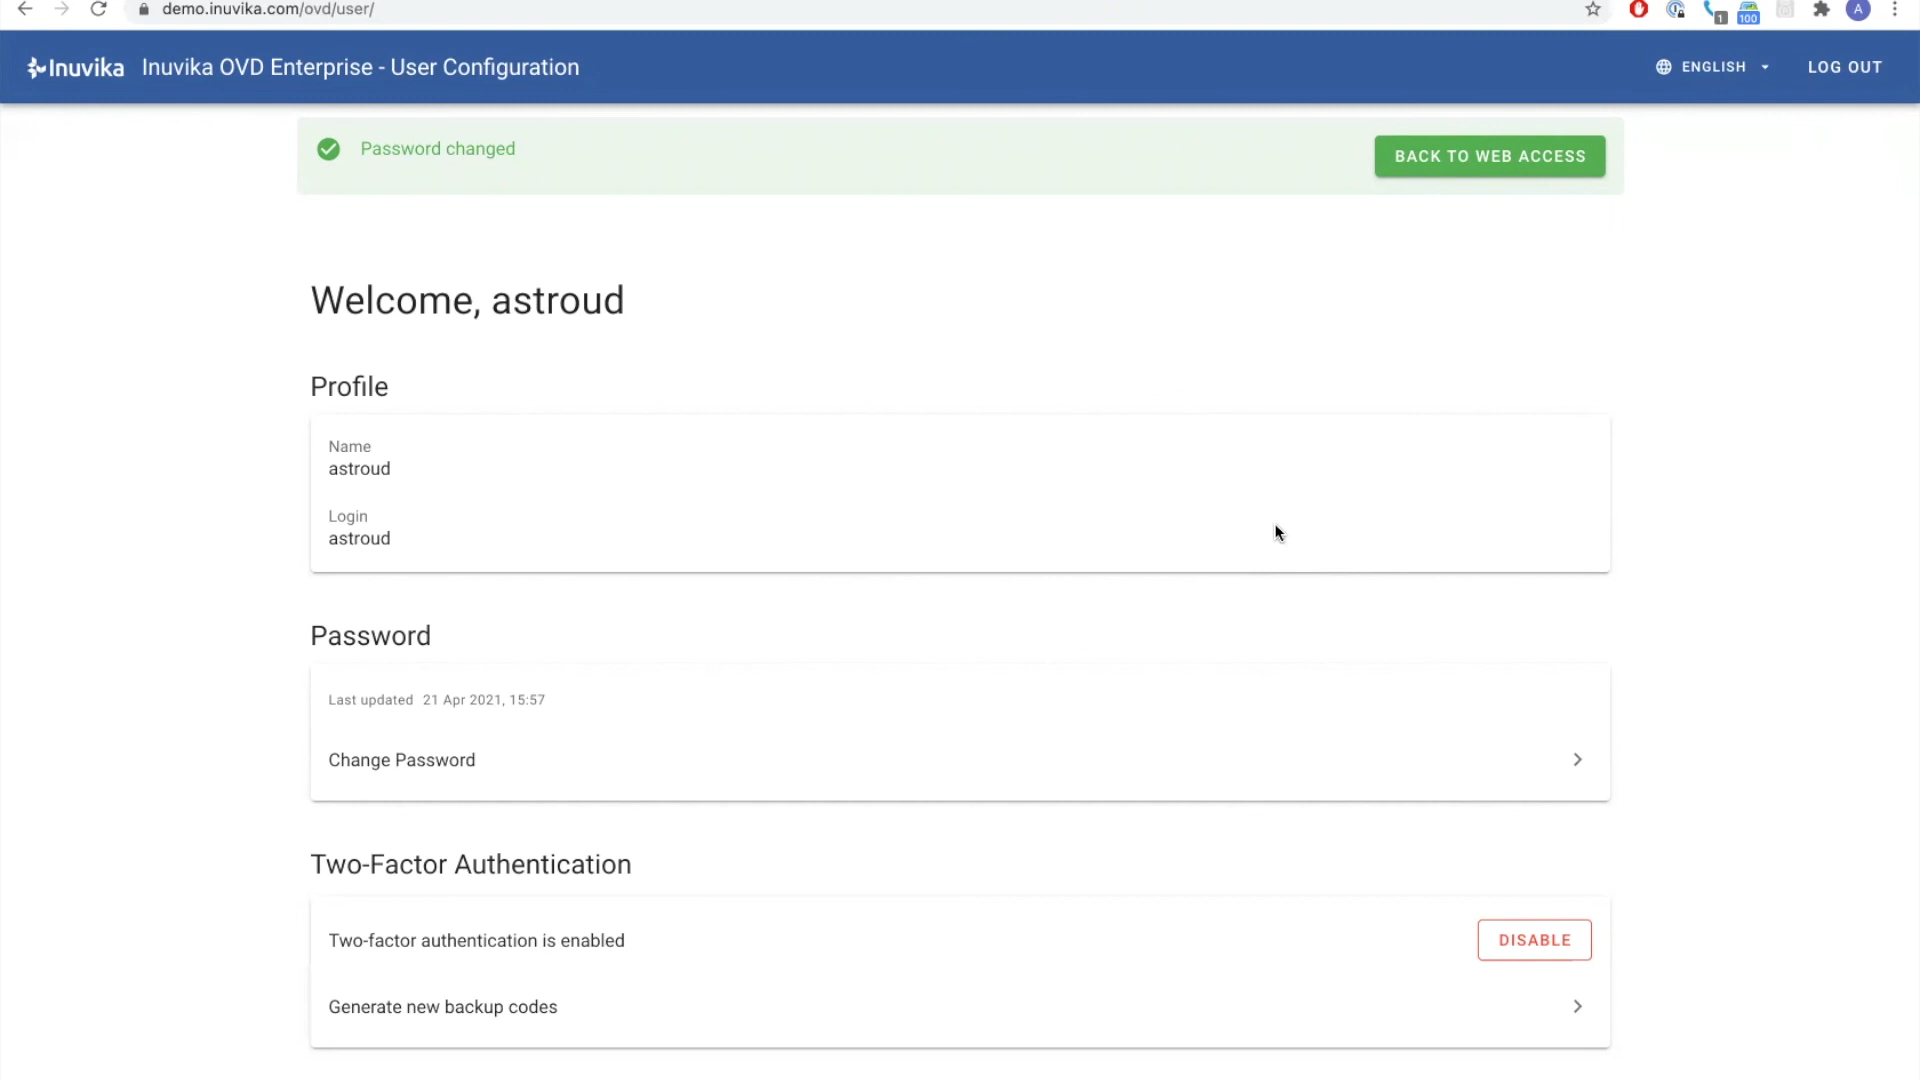 demo.inuvika.com/ovd/user/
1
100
A
Inuvika
Inuvika OVD Enterprise - User Configuration
ENGLISH
LOG OUT
Password changed
BACK TO WEB ACCESS
Welcome, astroud
Profile
Name
astroud
Login
astroud
Password
Last updated 21 Apr 2021, 15:57
Change Password
Two-Factor Authentication
Two-factor authentication is enabled
DISABLE
Generate new backup codes